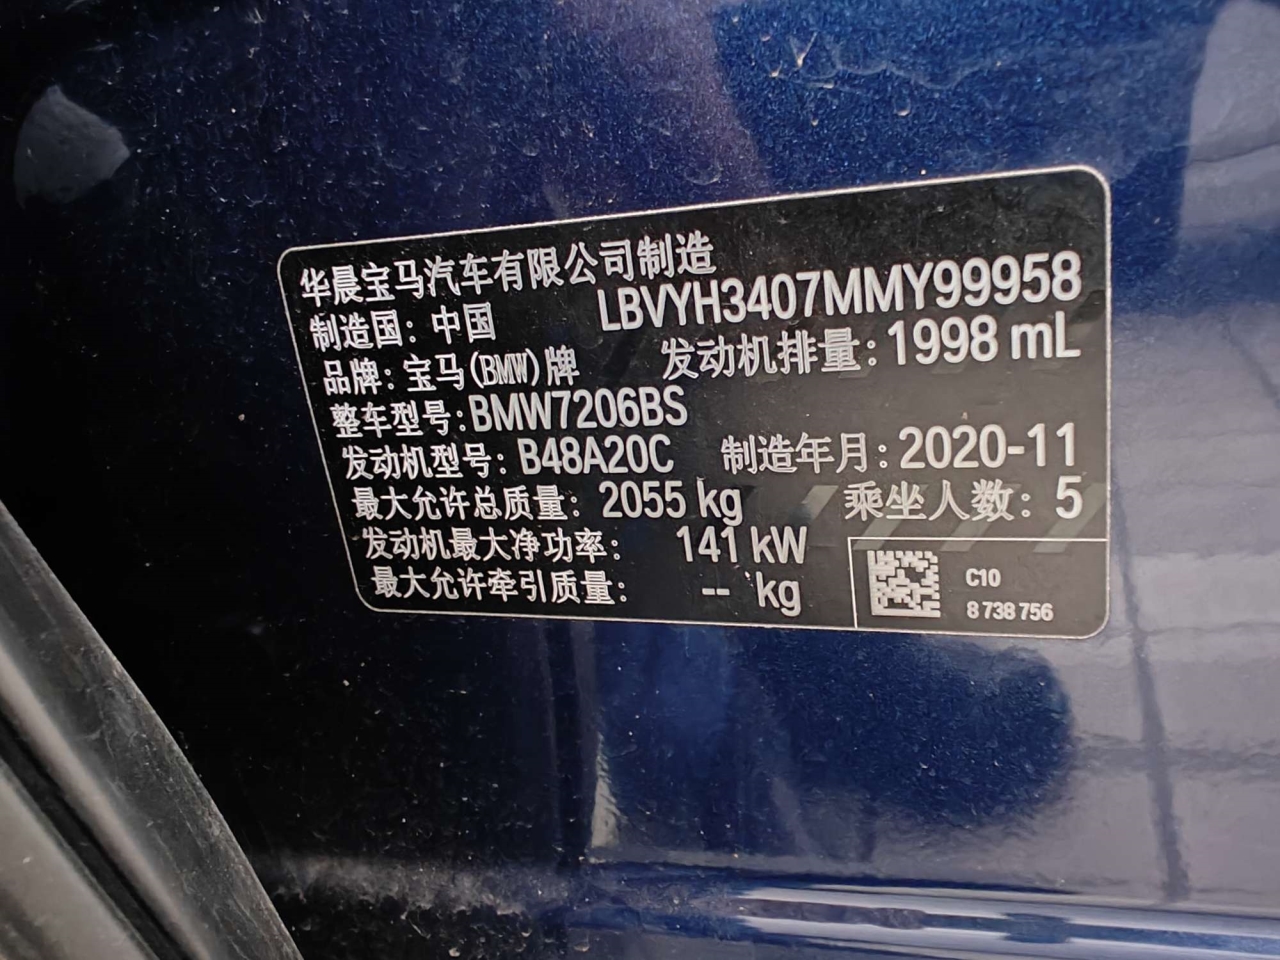 华晨宝马汽车有限公司制造
制造国：中国 LBVYH3407MMY99958
品牌：宝马(BMW)牌 发动机排量：1998 mL
整车型号：BMW7206BS
发动机型号：B48A20C 制造年月：2020-11
最大允许总质量：2055 kg 乘坐人数：5
发动机最大净功率：141 kW
最大允许牵引质量：-- kg
C10
8 738 756